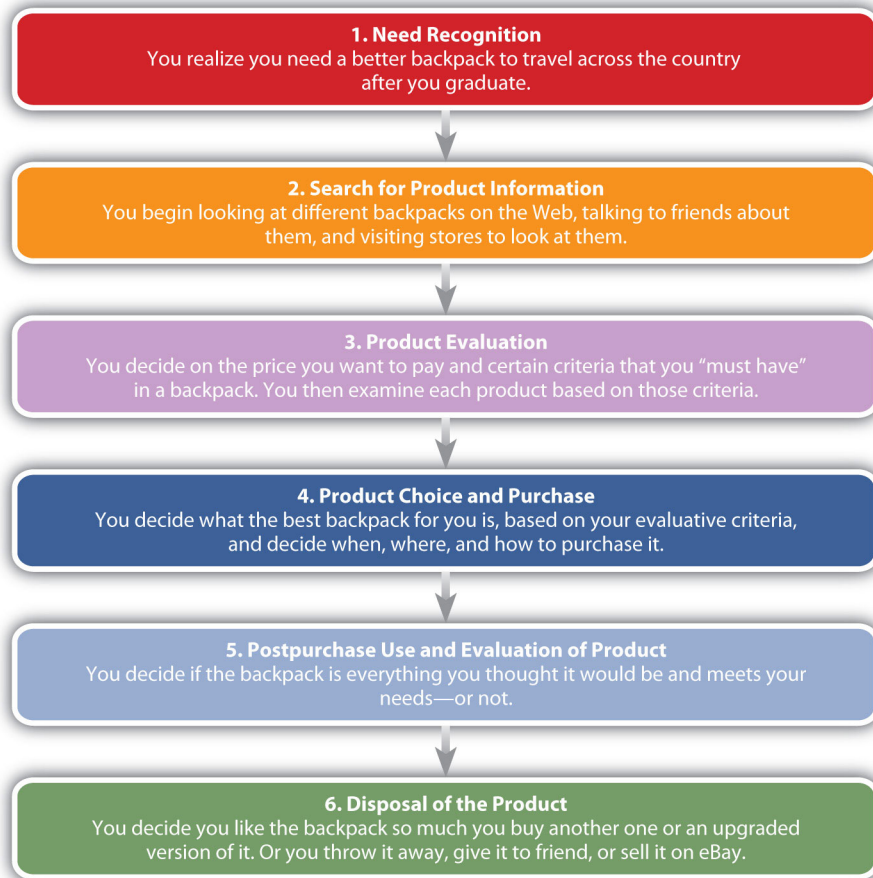 1. Need Recognition
You realize you need a better backpack to travel across the country
after you graduate.
2. Search for Product Information
You begin looking at different backpacks on the Web, talking to friends about
them, and visiting stores to look at them.
3. Product Evaluation
You decide on the price you want to pay and certain criteria that you “must have”
in a backpack. You then examine each product based on those criteria.
4. Product Choice and Purchase
You decide what the best backpack for you is, based on your evaluative criteria,
and decide when, where, and how to purchase it.
5. Postpurchase Use and Evaluation of Product
You decide if the backpack is everything you thought it would be and meets your
needs—or not.
6. Disposal of the Product
You decide you like the backpack so much you buy another one or an upgraded
version of it. Or you throw it away, give it to friend, or sell it on eBay.